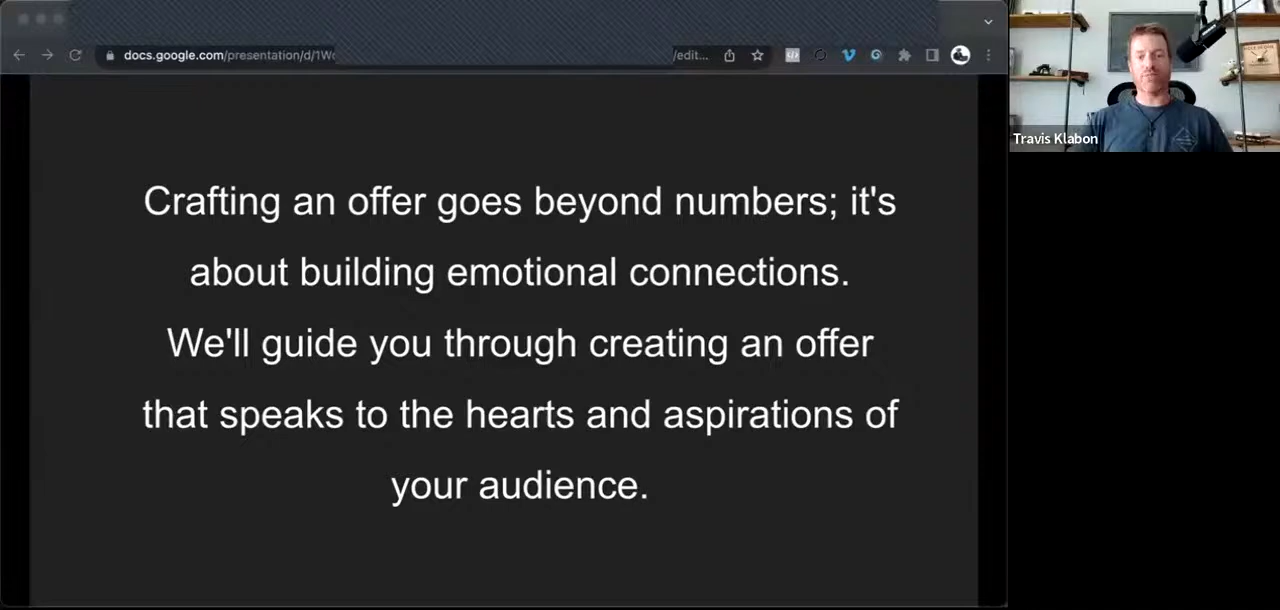 docs.google.com/presentation/d/1W
/edit...
Travis Klabon
Crafting an offer goes beyond numbers; it's
about building emotional connections.
We'll guide you through creating an offer
that speaks to the hearts and aspirations of
your audience.